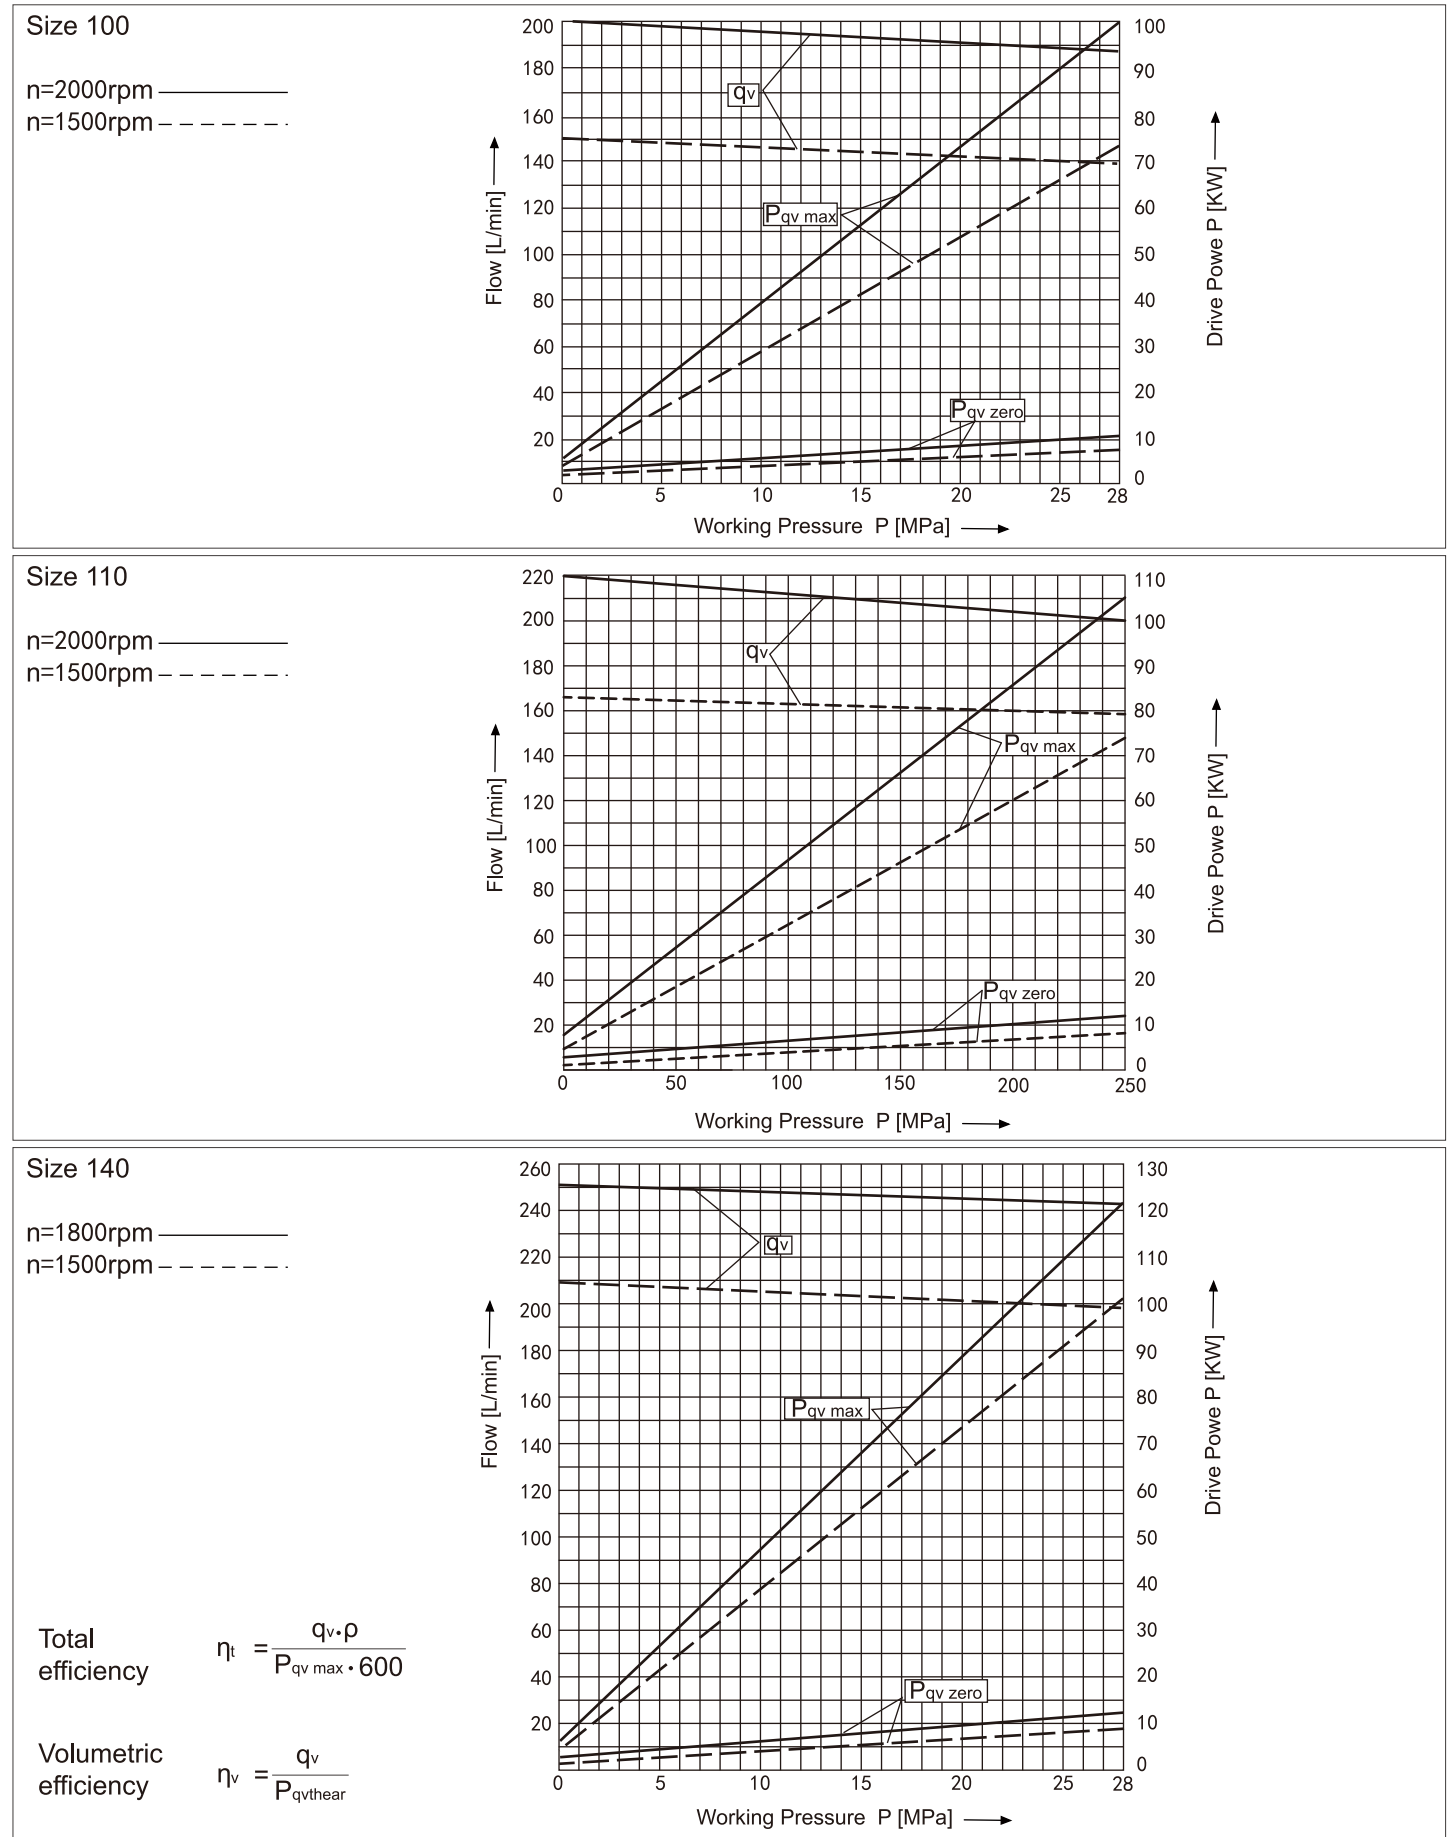 Size 100
n=2000rpm
n=1500rpm
200
180
160
140
120
100
80
60
40
20
Flow [L/min]
qv
Pqv max
Pqv zero
100
90
80
70
60
50
40
30
20
10
0
Drive Powe P [KW]
0 5 10 15 20 25 28
Working Pressure P [MPa]
Size 110
n=2000rpm
n=1500rpm
220
200
180
160
140
120
100
80
60
40
20
Flow [L/min]
qv
Pqv max
Pqv zero
110
100
90
80
70
60
50
40
30
20
10
0
Drive Powe P [KW]
0 50 100 150 200 250
Working Pressure P [MPa]
Size 140
n=1800rpm
n=1500rpm
260
240
220
200
180
160
140
120
100
80
60
40
20
Flow [L/min]
qv
Pqv max
Pqv zero
130
120
110
100
90
80
70
60
50
40
30
20
10
0
Drive Powe P [KW]
0 5 10 15 20 25 28
Working Pressure P [MPa]
Total
efficiency
ηt = qv•ρ / Pqv max • 600
Volumetric
efficiency
ηv = qv / Pqvthear